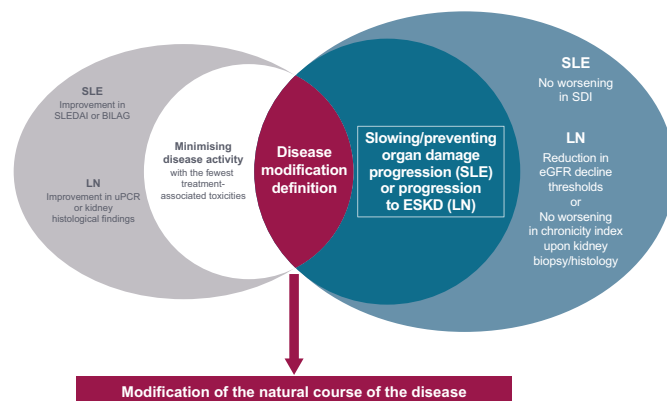 SLE
Improvement in
SLEDAI or BILAG
LN
Improvement in uPCR
or kidney
histological findings
Minimising
disease activity
with the fewest
treatment-
associated toxicities
Disease
modification
definition
Slowing/preventing
organ damage
progression (SLE)
or progression
to ESKD (LN)
SLE
No worsening
in SDI
LN
Reduction in
eGFR decline
thresholds
or
No worsening
in chronicity index
upon kidney
biopsy/histology
Modification of the natural course of the disease